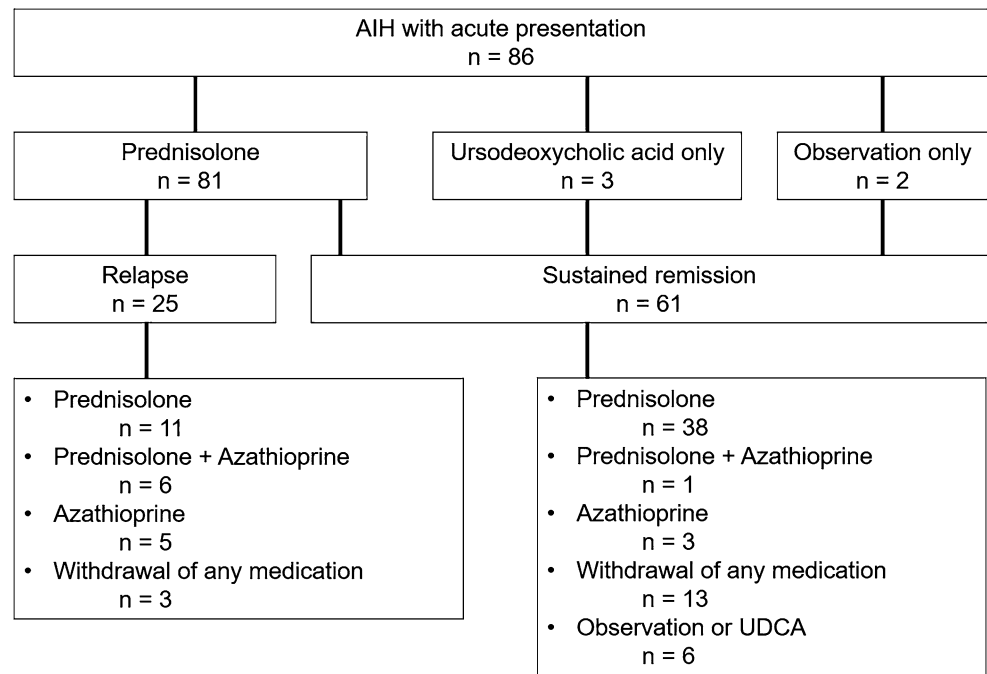 AIH with acute presentation
n = 86
Prednisolone
n = 81
Ursodeoxycholic acid only
n = 3
Observation only
n = 2
Relapse
n = 25
Sustained remission
n = 61
• Prednisolone
n = 11
• Prednisolone + Azathioprine
n = 6
• Azathioprine
n = 5
• Withdrawal of any medication
n = 3
• Prednisolone
n = 38
• Prednisolone + Azathioprine
n = 1
• Azathioprine
n = 3
• Withdrawal of any medication
n = 13
• Observation or UDCA
n = 6